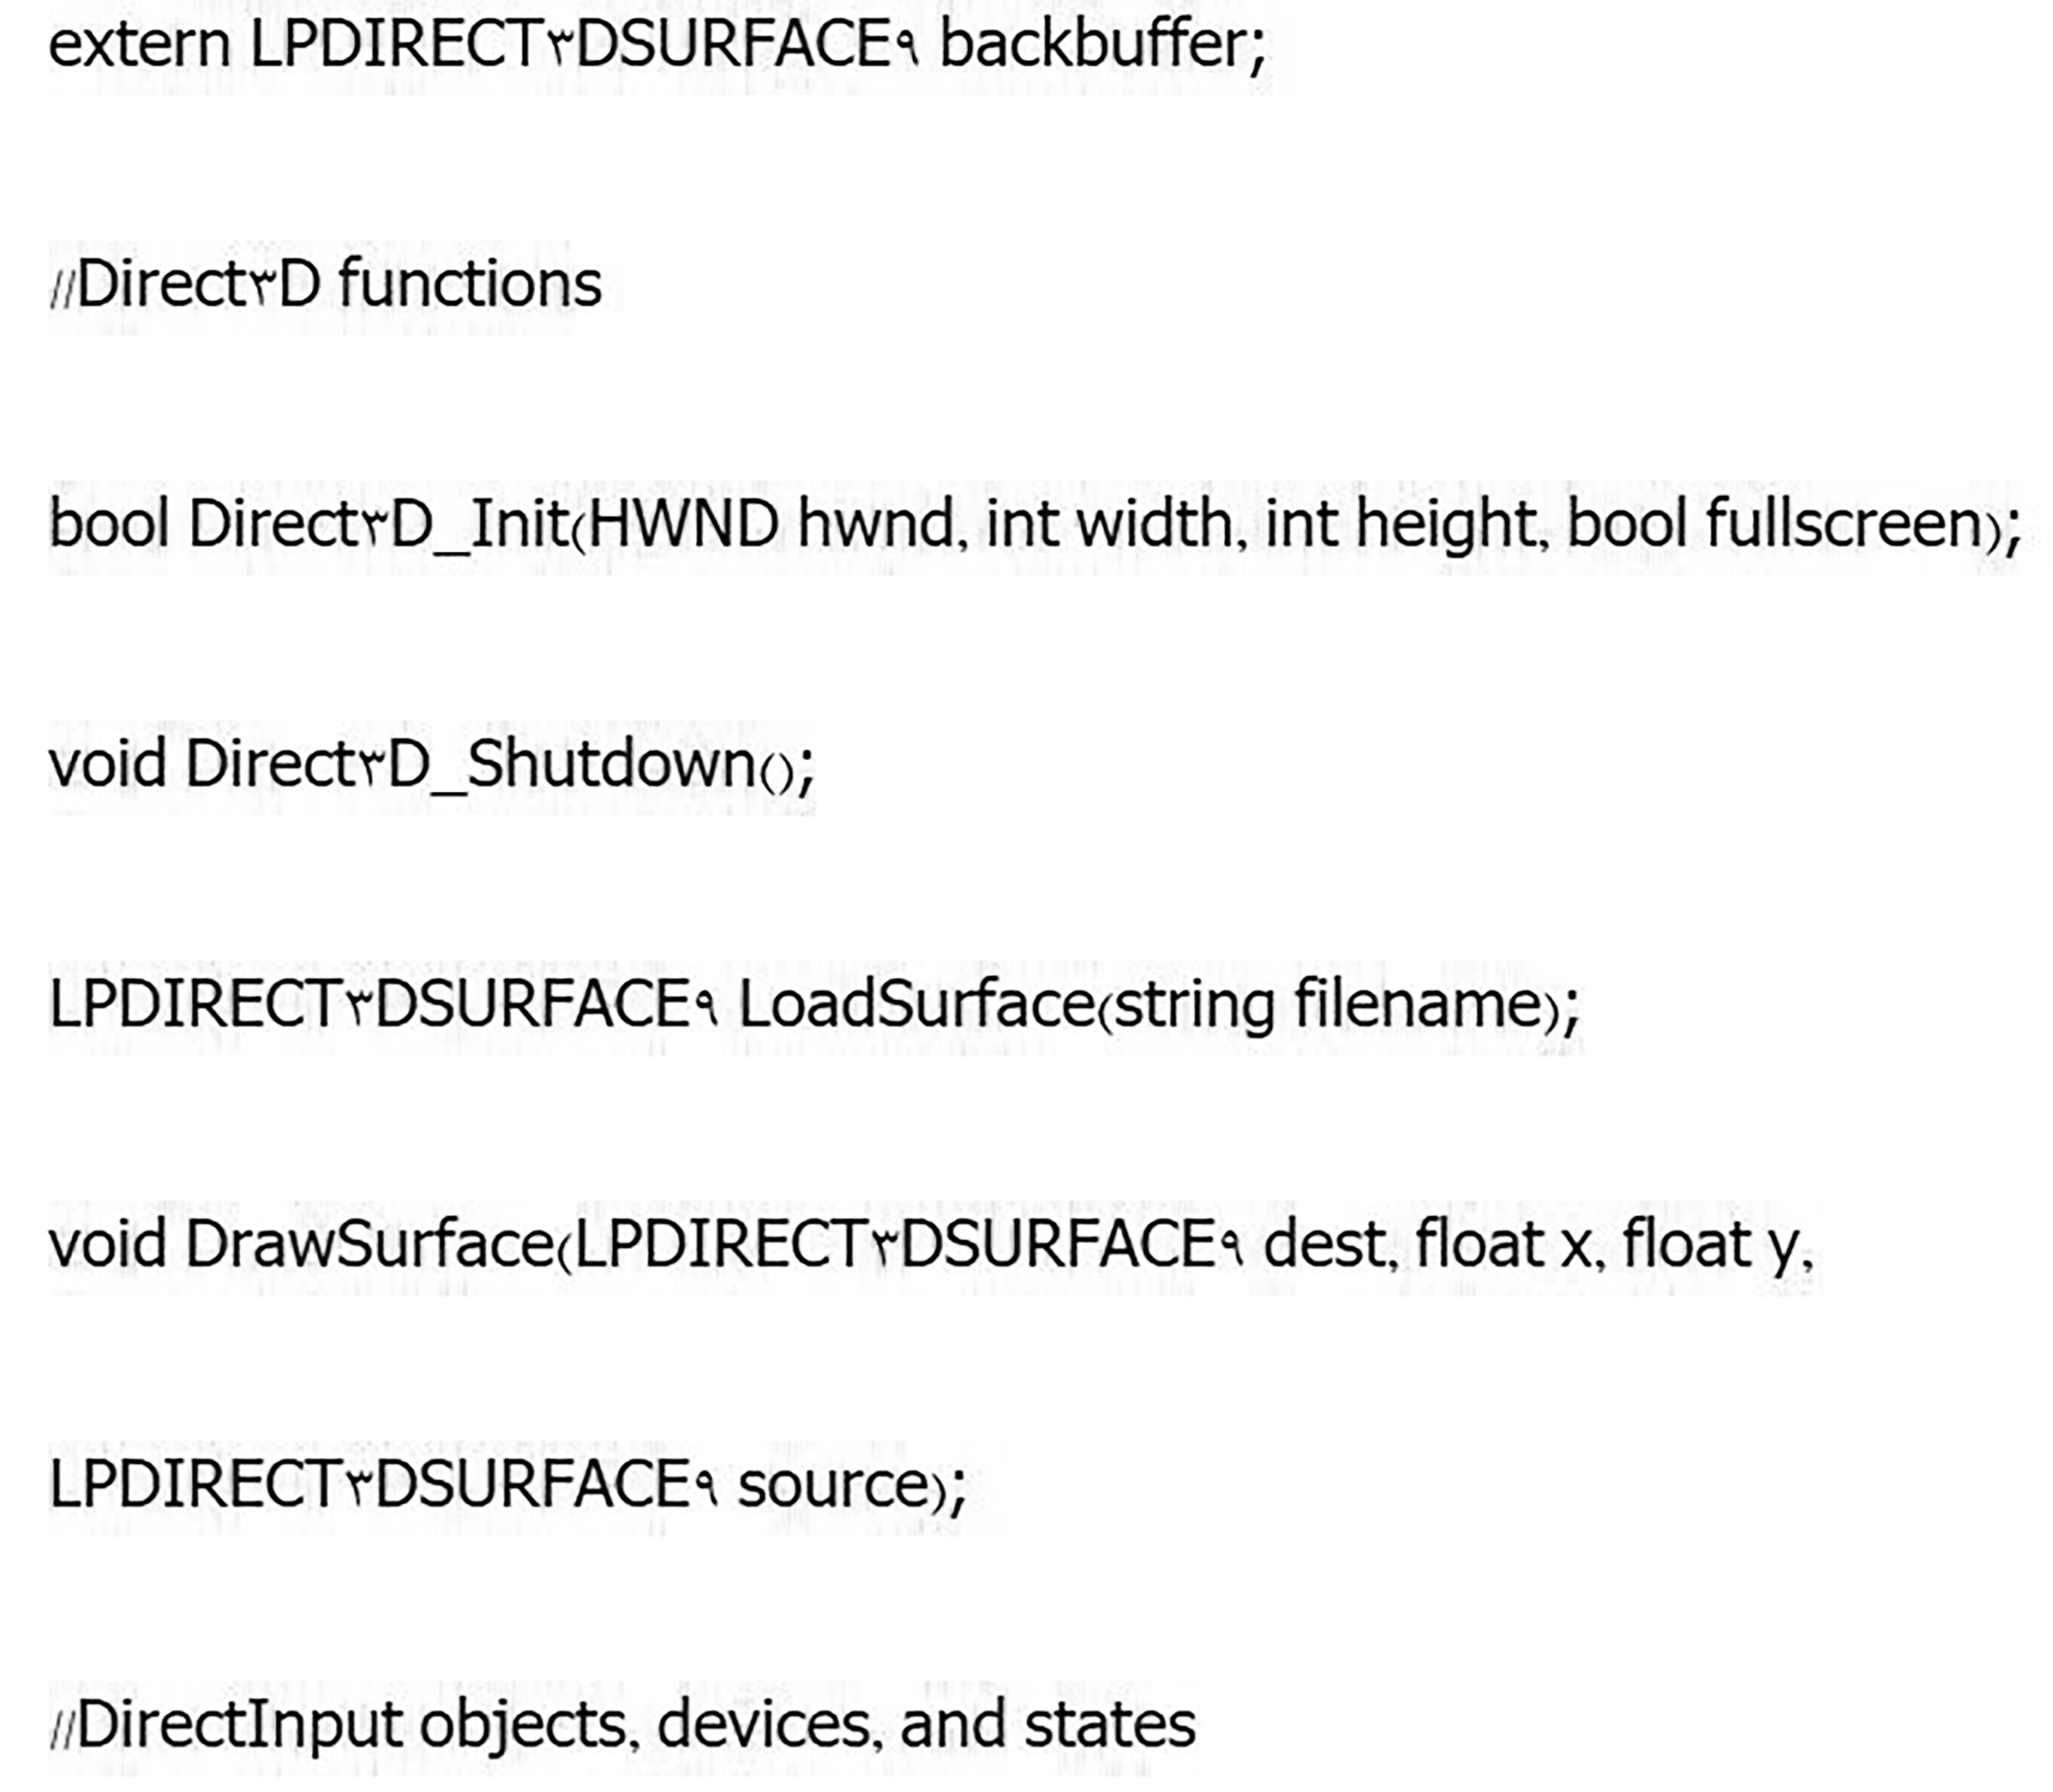 extern LPDIRECT۳DSURFACE۹ backbuffer;
//Direct۳D functions
bool Direct۳D_Init(HWND hwnd, int width, int height, bool fullscreen);
void Direct۳D_Shutdown();
LPDIRECT۳DSURFACE۹ LoadSurface(string filename);
void DrawSurface(LPDIRECT۳DSURFACE۹ dest, float x, float y,
LPDIRECT۳DSURFACE۹ source);
//DirectInput objects, devices, and states